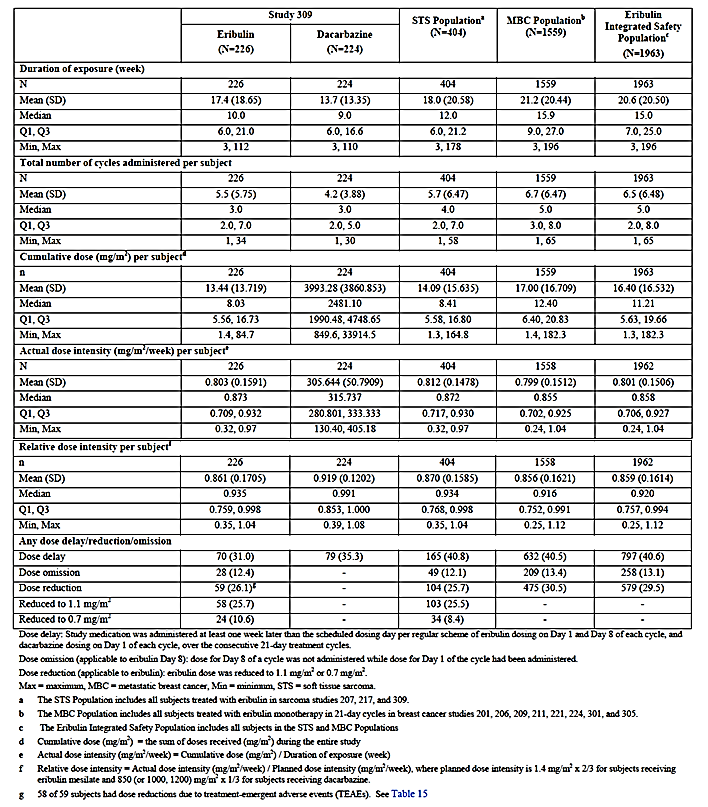 Study 309
STS Populationa
(N=404)
MBC Populationb
(N=1559)
Eribulin
Integrated Safety
Populationc
(N=1963)
Eribulin
(N=226)
Dacarbazine
(N=224)
Duration of exposure (week)
N 226 224 404 1559 1963
Mean (SD) 17.4 (18.65) 13.7 (13.35) 18.0 (20.58) 21.2 (20.44) 20.6 (20.50)
Median 10.0 9.0 12.0 15.9 15.0
Q1, Q3 6.0, 21.0 6.0, 16.6 6.0, 21.2 9.0, 27.0 7.0, 25.0
Min, Max 3, 112 3, 110 3, 178 3, 196 3, 196
Total number of cycles administered per subject
N 226 224 404 1559 1963
Mean (SD) 5.5 (5.75) 4.2 (3.88) 5.7 (6.47) 6.7 (6.47) 6.5 (6.48)
Median 3.0 3.0 4.0 5.0 5.0
Q1, Q3 2.0, 7.0 2.0, 5.0 2.0, 7.0 3.0, 8.0 2.0, 8.0
Min, Max 1, 34 1, 30 1, 58 1, 65 1, 65
Cumulative dose (mg/m2) per subjectd
n 226 224 404 1559 1963
Mean (SD) 13.44 (13.719) 3993.28 (3860.853) 14.09 (15.635) 17.00 (16.709) 16.40 (16.532)
Median 8.03 2481.10 8.41 12.40 11.21
Q1, Q3 5.56, 16.73 1990.48, 4748.65 5.58, 16.80 6.40, 20.83 5.63, 19.66
Min, Max 1.4, 84.7 849.6, 33914.5 1.3, 164.8 1.4, 182.3 1.3, 182.3
Actual dose intensity (mg/m2/week) per subjecte
N 226 224 404 1558 1962
Mean (SD) 0.803 (0.1591) 305.644 (50.7909) 0.812 (0.1478) 0.799 (0.1512) 0.801 (0.1506)
Median 0.873 315.737 0.872 0.855 0.858
Q1, Q3 0.709, 0.932 280.801, 333.333 0.717, 0.930 0.702, 0.925 0.706, 0.927
Min, Max 0.32, 0.97 130.40, 405.18 0.32, 0.97 0.24, 1.04 0.24, 1.04
Relative dose intensity per subjectf
n 226 224 404 1558 1962
Mean (SD) 0.861 (0.1705) 0.919 (0.1202) 0.870 (0.1585) 0.856 (0.1621) 0.859 (0.1614)
Median 0.935 0.991 0.934 0.916 0.920
Q1, Q3 0.759, 0.998 0.853, 1.000 0.768, 0.998 0.752, 0.991 0.757, 0.994
Min, Max 0.35, 1.04 0.39, 1.08 0.35, 1.04 0.25, 1.12 0.25, 1.12
Any dose delay/reduction/omission
Dose delay 70 (31.0) 79 (35.3) 165 (40.8) 632 (40.5) 797 (40.6)
Dose omission 28 (12.4) - 49 (12.1) 209 (13.4) 258 (13.1)
Dose reduction 59 (26.1)g - 104 (25.7) 475 (30.5) 579 (29.5)
Reduced to 1.1 mg/m2 58 (25.7) 103 (25.5) - -
Reduced to 0.7 mg/m2 24 (10.6) - 34 (8.4) - -
Dose delay: Study medication was administered at least one week later than the scheduled dosing day per regular scheme of eribulin dosing on Day 1 and Day 8 of each cycle, and
dacarbazine dosing on Day 1 of each cycle, over the consecutive 21-day treatment cycles.
Dose omission (applicable to eribulin Day 8): dose for Day 8 of a cycle was not administered while dose for Day 1 of the cycle had been administered.
Dose reduction (applicable to eribulin): eribulin dose was reduced to 1.1 mg/m2 or 0.7 mg/m2.
Max = maximum, MBC = metastatic breast cancer, Min = minimum, STS = soft tissue sarcoma.
a The STS Population includes all subjects treated with eribulin in sarcoma studies 207, 217, and 309.
b The MBC Population includes all subjects treated with eribulin monotherapy in 21-day cycles in breast cancer studies 201, 206, 209, 211, 221, 224, 301, and 305.
c The Eribulin Integrated Safety Population includes all subjects in the STS and MBC Populations
d Cumulative dose (mg/m2) = the sum of doses received (mg/m2) during the entire study
e Actual dose intensity (mg/m2/week) = Cumulative dose (mg/m2) / Duration of exposure (week)
f Relative dose intensity = Actual dose intensity (mg/m2/week) / Planned dose intensity (mg/m2/week), where planned dose intensity is 1.4 mg/m2 x 2/3 for subjects receiving
eribulin mesilate and 850 (or 1000, 1200) mg/m2 x 1/3 for subjects receiving dacarbazine.
g 58 of 59 subjects had dose reductions due to treatment-emergent adverse events (TEAEs). See Table 15